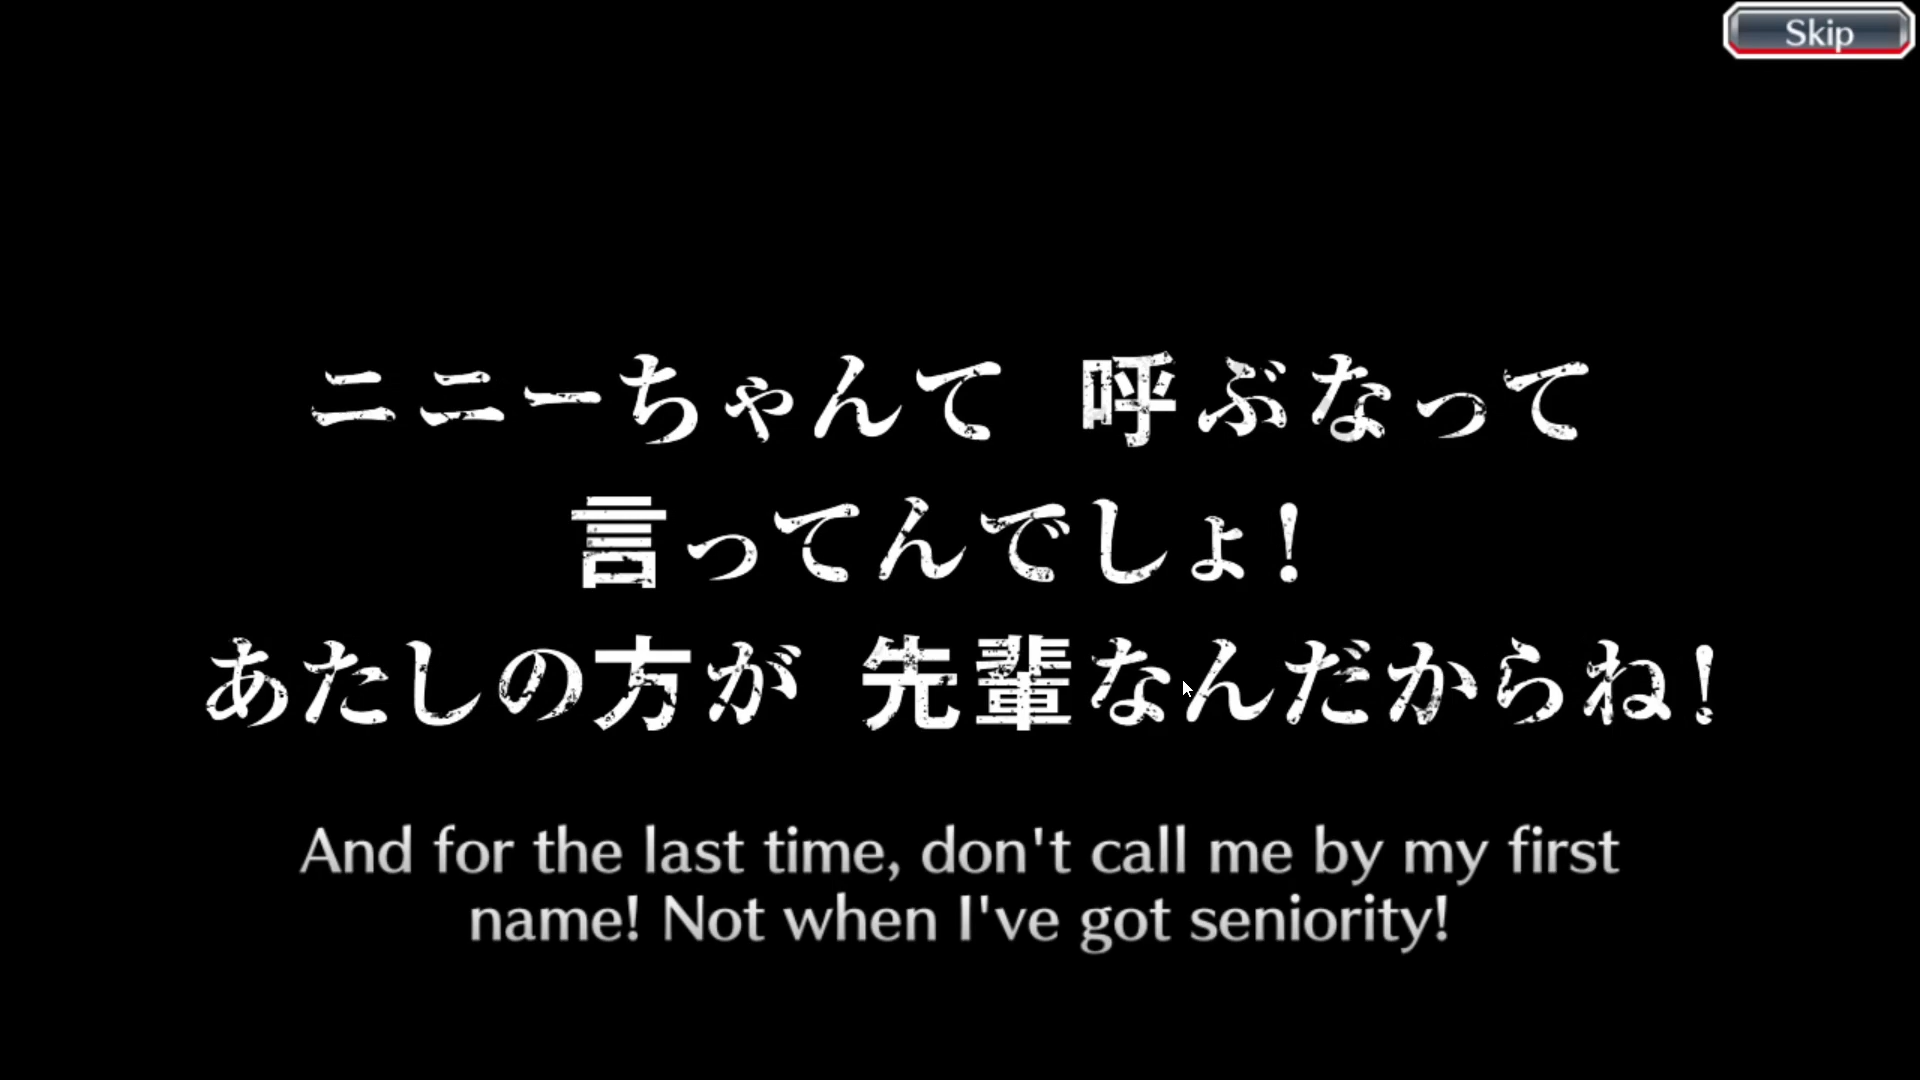 Skip
ニニーちゃんて 呼ぶなって
言ってんでしょ!
あたしの方が 先輩なんだからね!
And for the last time, don't call me by my first
name! Not when I've got seniority!